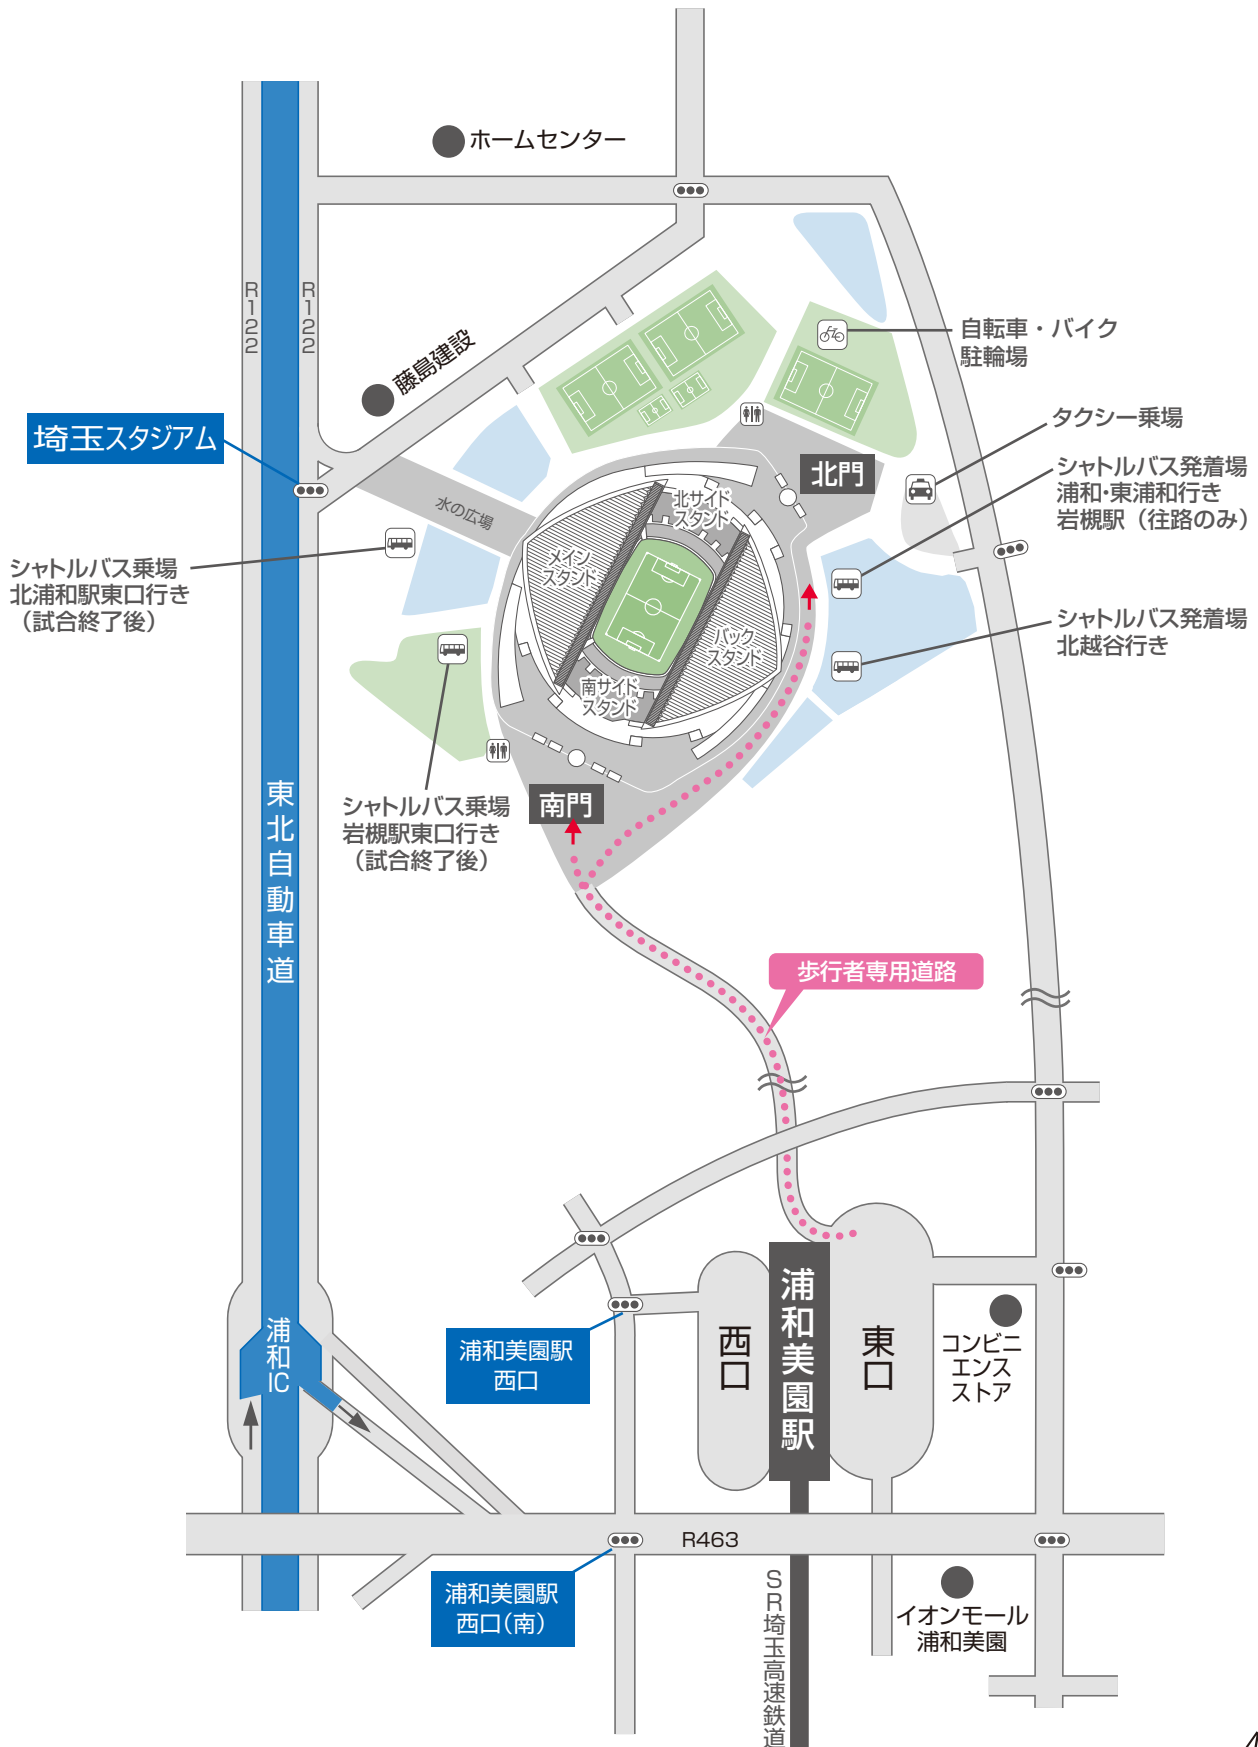 ホームセンター
R122
R122
藤島建設
自転車・バイク
駐輪場
埼玉スタジアム
タクシー乗場
北門
シャトルバス発着場
浦和・東浦和行き
岩槻駅（往路のみ）
水の広場
北サイド
スタンド
メイン
スタンド
シャトルバス乗場
北浦和駅東口行き
（試合終了後）
バック
スタンド
シャトルバス発着場
北越谷行き
南サイド
スタンド
南門
シャトルバス乗場
岩槻駅東口行き
（試合終了後）
東北自動車道
歩行者専用道路
浦和IC
浦和美園駅
西口
西口
浦和美園駅
東口
コンビニ
エンス
ストア
R463
浦和美園駅
西口（南）
SR埼玉高速鉄道
イオンモール
浦和美園